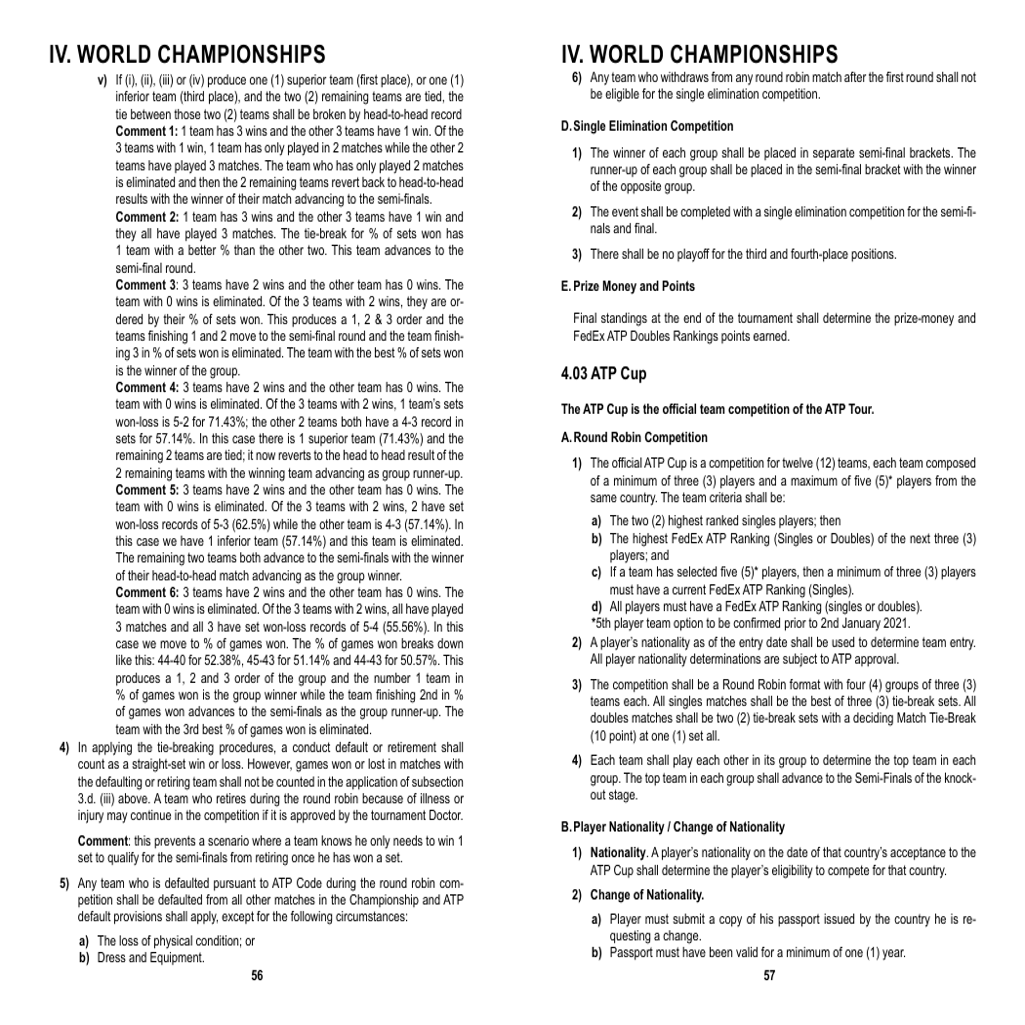 IV. WORLD CHAMPIONSHIPS
v) If (i), (ii), (iii) or (iv) produce one (1) superior team (first place), or one (1)
inferior team (third place), and the two (2) remaining teams are tied, the
tie between those two (2) teams shall be broken by head-to-head record
Comment 1: 1 team has 3 wins and the other 3 teams have 1 win. Of the
3 teams with 1 win, 1 team has only played in 2 matches while the other 2
teams have played 3 matches. The team who has only played 2 matches
is eliminated and then the 2 remaining teams revert back to head-to-head
results with the winner of their match advancing to the semi-finals.
Comment 2: 1 team has 3 wins and the other 3 teams have 1 win and
they all have played 3 matches. The tie-break for % of sets won has
1 team with a better % than the other two. This team advances to the
semi-final round.
Comment 3: 3 teams have 2 wins and the other team has 0 wins. The
team with 0 wins is eliminated. Of the 3 teams with 2 wins, they are or-
dered by their % of sets won. This produces a 1, 2 & 3 order and the
teams finishing 1 and 2 move to the semi-final round and the team finish-
ing 3 in % of sets won is eliminated. The team with the best % of sets won
is the winner of the group.
Comment 4: 3 teams have 2 wins and the other team has 0 wins. The
team with 0 wins is eliminated. Of the 3 teams with 2 wins, 1 team's sets
won-loss is 5-2 for 71.43%; the other 2 teams both have a 4-3 record in
sets for 57.14%. In this case there is 1 superior team (71.43%) and the
remaining 2 teams are tied; it now reverts to the head to head result of the
2 remaining teams with the winning team advancing as group runner-up.
Comment 5: 3 teams have 2 wins and the other team has 0 wins. The
team with 0 wins is eliminated. Of the 3 teams with 2 wins, 2 have set
won-loss records of 5-3 (62.5%) while the other team is 4-3 (57.14%). In
this case we have 1 inferior team (57.14%) and this team is eliminated.
The remaining two teams both advance to the semi-finals with the winner
of their head-to-head match advancing as the group winner.
Comment 6: 3 teams have 2 wins and the other team has 0 wins. The
team with 0 wins is eliminated. Of the 3 teams with 2 wins, all have played
3 matches and all 3 have set won-loss records of 5-4 (55.56%). In this
case we move to % of games won. The % of games won breaks down
like this: 44-40 for 52.38%, 45-43 for 51.14% and 44-43 for 50.57%. This
produces a 1, 2 and 3 order of the group and the number 1 team in
% of games won is the group winner while the team finishing 2nd in %
of games won advances to the semi-finals as the group runner-up. The
team with the 3rd best % of games won is eliminated.
4) In applying the tie-breaking procedures, a conduct default or retirement shall
count as a straight-set win or loss. However, games won or lost in matches with
the defaulting or retiring team shall not be counted in the application of subsection
3.d. (iii) above. A team who retires during the round robin because of illness or
injury may continue in the competition if it is approved by the tournament Doctor.
Comment: this prevents a scenario where a team knows he only needs to win 1
set to qualify for the semi-finals from retiring once he has won a set.
5) Any team who is defaulted pursuant to ATP Code during the round robin com-
petition shall be defaulted from all other matches in the Championship and ATP
default provisions shall apply, except for the following circumstances:
a) The loss of physical condition; or
b) Dress and Equipment.
56
IV. WORLD CHAMPIONSHIPS
6) Any team who withdraws from any round robin match after the first round shall not
be eligible for the single elimination competition.
D. Single Elimination Competition
1) The winner of each group shall be placed in separate semi-final brackets. The
runner-up of each group shall be placed in the semi-final bracket with the winner
of the opposite group.
2) The event shall be completed with a single elimination competition for the semi-fi-
nals and final.
3) There shall be no playoff for the third and fourth-place positions.
E. Prize Money and Points
Final standings at the end of the tournament shall determine the prize-money and
FedEx ATP Doubles Rankings points earned.
4.03 ATP Cup
The ATP Cup is the official team competition of the ATP Tour.
A. Round Robin Competition
1) The official ATP Cup is a competition for twelve (12) teams, each team composed
of a minimum of three (3) players and a maximum of five (5)* players from the
same country. The team criteria shall be:
a) The two (2) highest ranked singles players; then
b) The highest FedEx ATP Ranking (Singles or Doubles) of the next three (3)
players; and
c) If a team has selected five (5)* players, then a minimum of three (3) players
must have a current FedEx ATP Ranking (Singles).
d) All players must have a FedEx ATP Ranking (singles or doubles).
*5th player team option to be confirmed prior to 2nd January 2021.
2) A player's nationality as of the entry date shall be used to determine team entry.
All player nationality determinations are subject to ATP approval.
3) The competition shall be a Round Robin format with four (4) groups of three (3)
teams each. All singles matches shall be the best of three (3) tie-break sets. All
doubles matches shall be two (2) tie-break sets with a deciding Match Tie-Break
(10 point) at one (1) set all.
4) Each team shall play each other in its group to determine the top team in each
group. The top team in each group shall advance to the Semi-Finals of the knock-
out stage.
B. Player Nationality / Change of Nationality
1) Nationality. A player's nationality on the date of that country's acceptance to the
ATP Cup shall determine the player's eligibility to compete for that country.
2) Change of Nationality.
a) Player must submit a copy of his passport issued by the country he is re-
questing a change.
b) Passport must have been valid for a minimum of one (1) year.
57